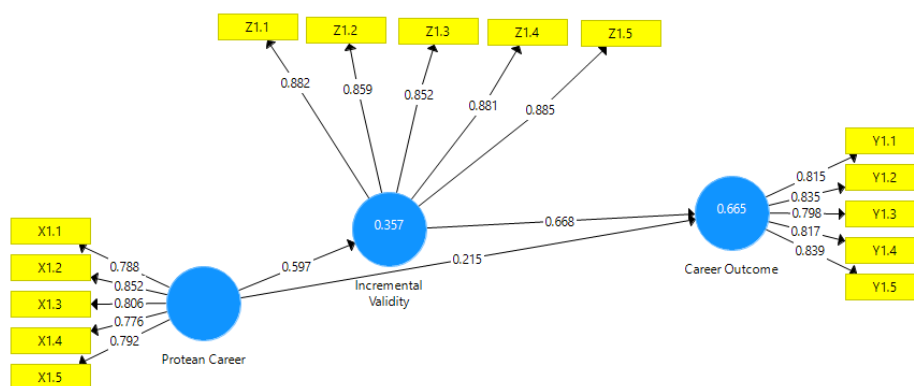 Z1.1
Z1.2
Z1.3
Z1.4
Z1.5
0.882
0.859
0.852
0.881
0.885
Y1.1
0.815
Y1.2
0.835
0.665
0.798
Y1.3
0.817
Y1.4
0.839
Y1.5
Career Outcome
0.357
0.668
X1.1
0.788
X1.2
0.597
0.215
Incremental
Validity
0.852
X1.3
0.806
0.776
X1.4
0.792
Protean Career
X1.5